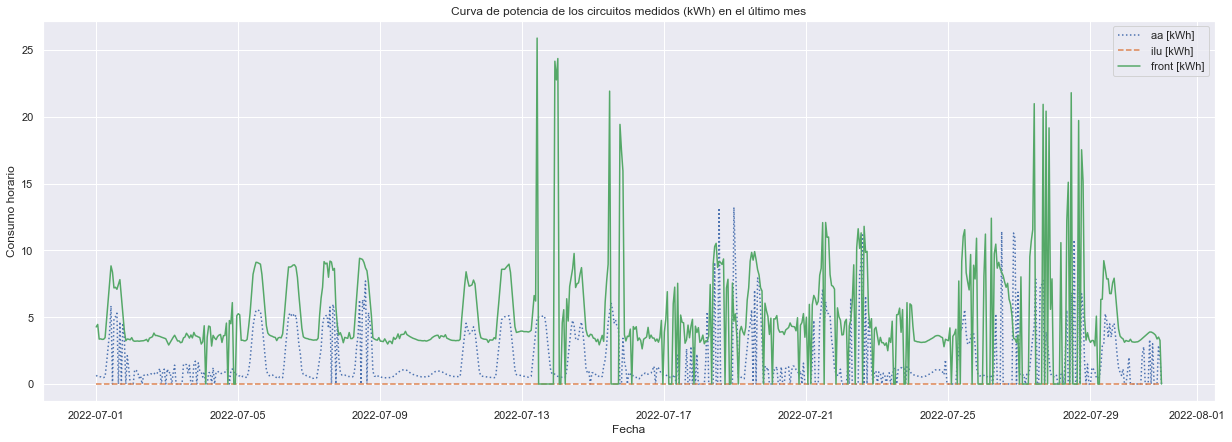 Curva de potencia de los circuitos medidos (kWh) en el último mes
aa [kWh]
ilu [kWh]
front [kWh]
Consumo horario
25
20
15
10
5
0
2022-07-01
2022-07-05
2022-07-09
2022-07-13
2022-07-17
2022-07-21
2022-07-25
2022-07-29
2022-08-01
Fecha